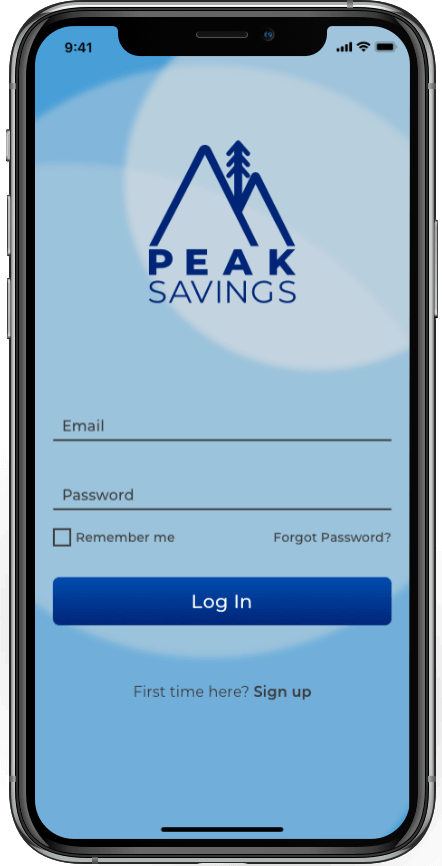 9:41
PEAK
SAVINGS
Email
Password
Remember me Forgot Password?
Log In
First time here? Sign up